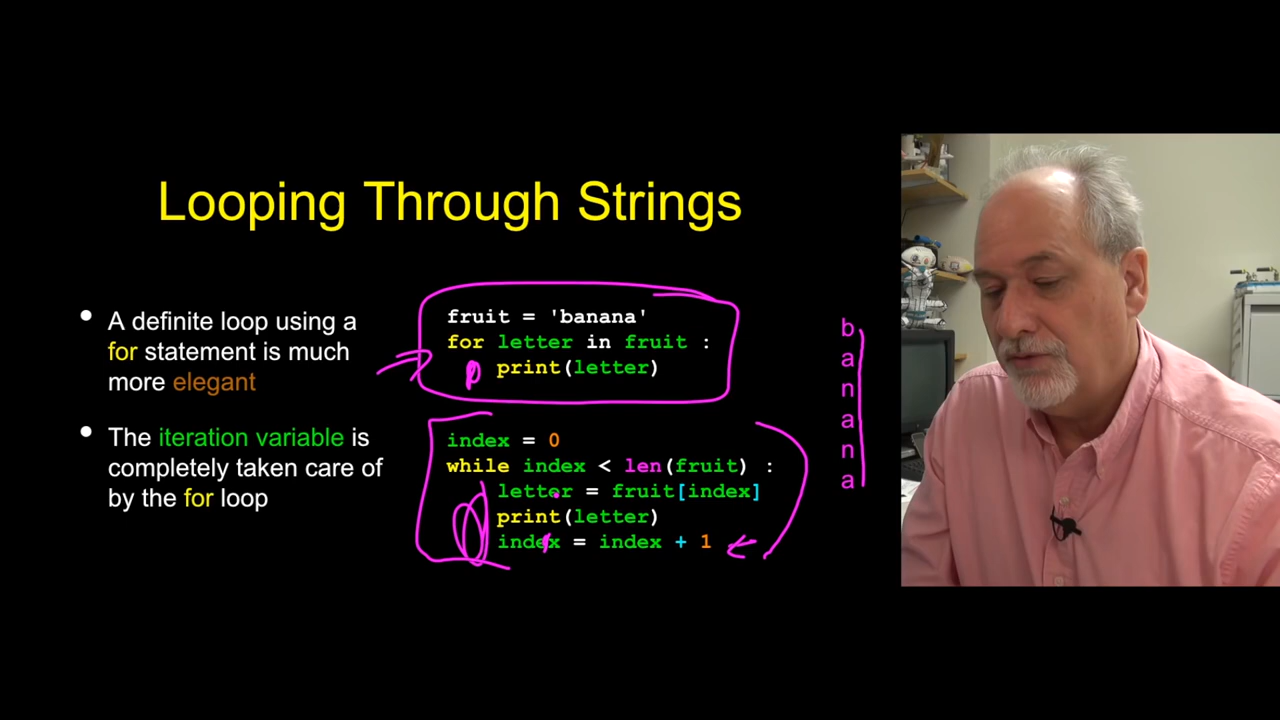 Looping Through Strings
• A definite loop using a
for statement is much
more elegant
• The iteration variable is
completely taken care of
by the for loop
fruit = 'banana'
for letter in fruit :
print(letter)
index = 0
while index < len(fruit) :
letter = fruit[index]
print(letter)
index = index + 1
b
a
n
a
n
a